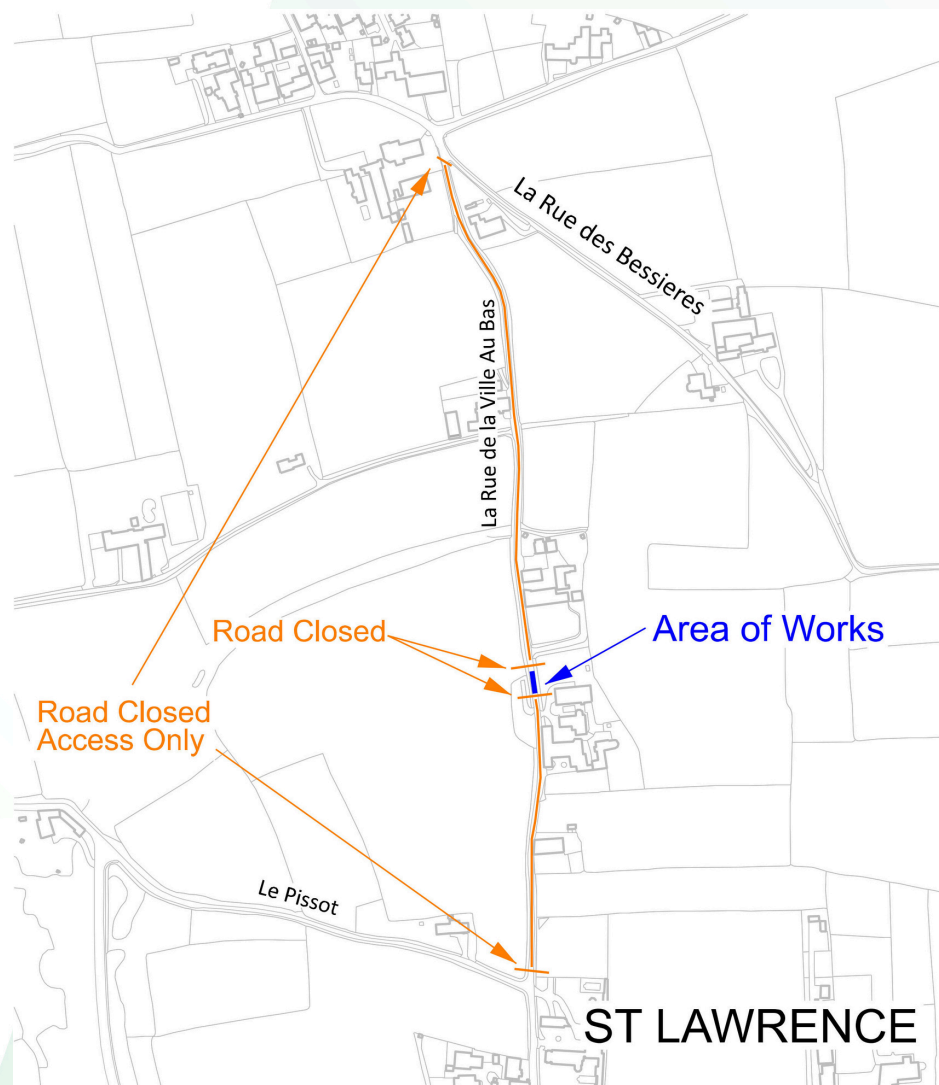 La Rue des Bessieres
La Rue de la Ville Au Bas
Road Closed
Area of Works
Road Closed
Access Only
Le Pissot
ST LAWRENCE